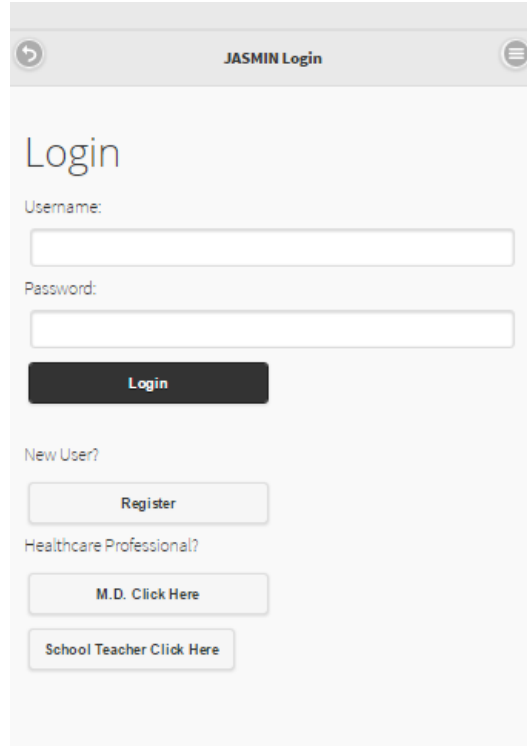 JASMIN Login
Login
Username:
Password:
Login
New User?
Register
Healthcare Professional?
M.D. Click Here
School Teacher Click Here